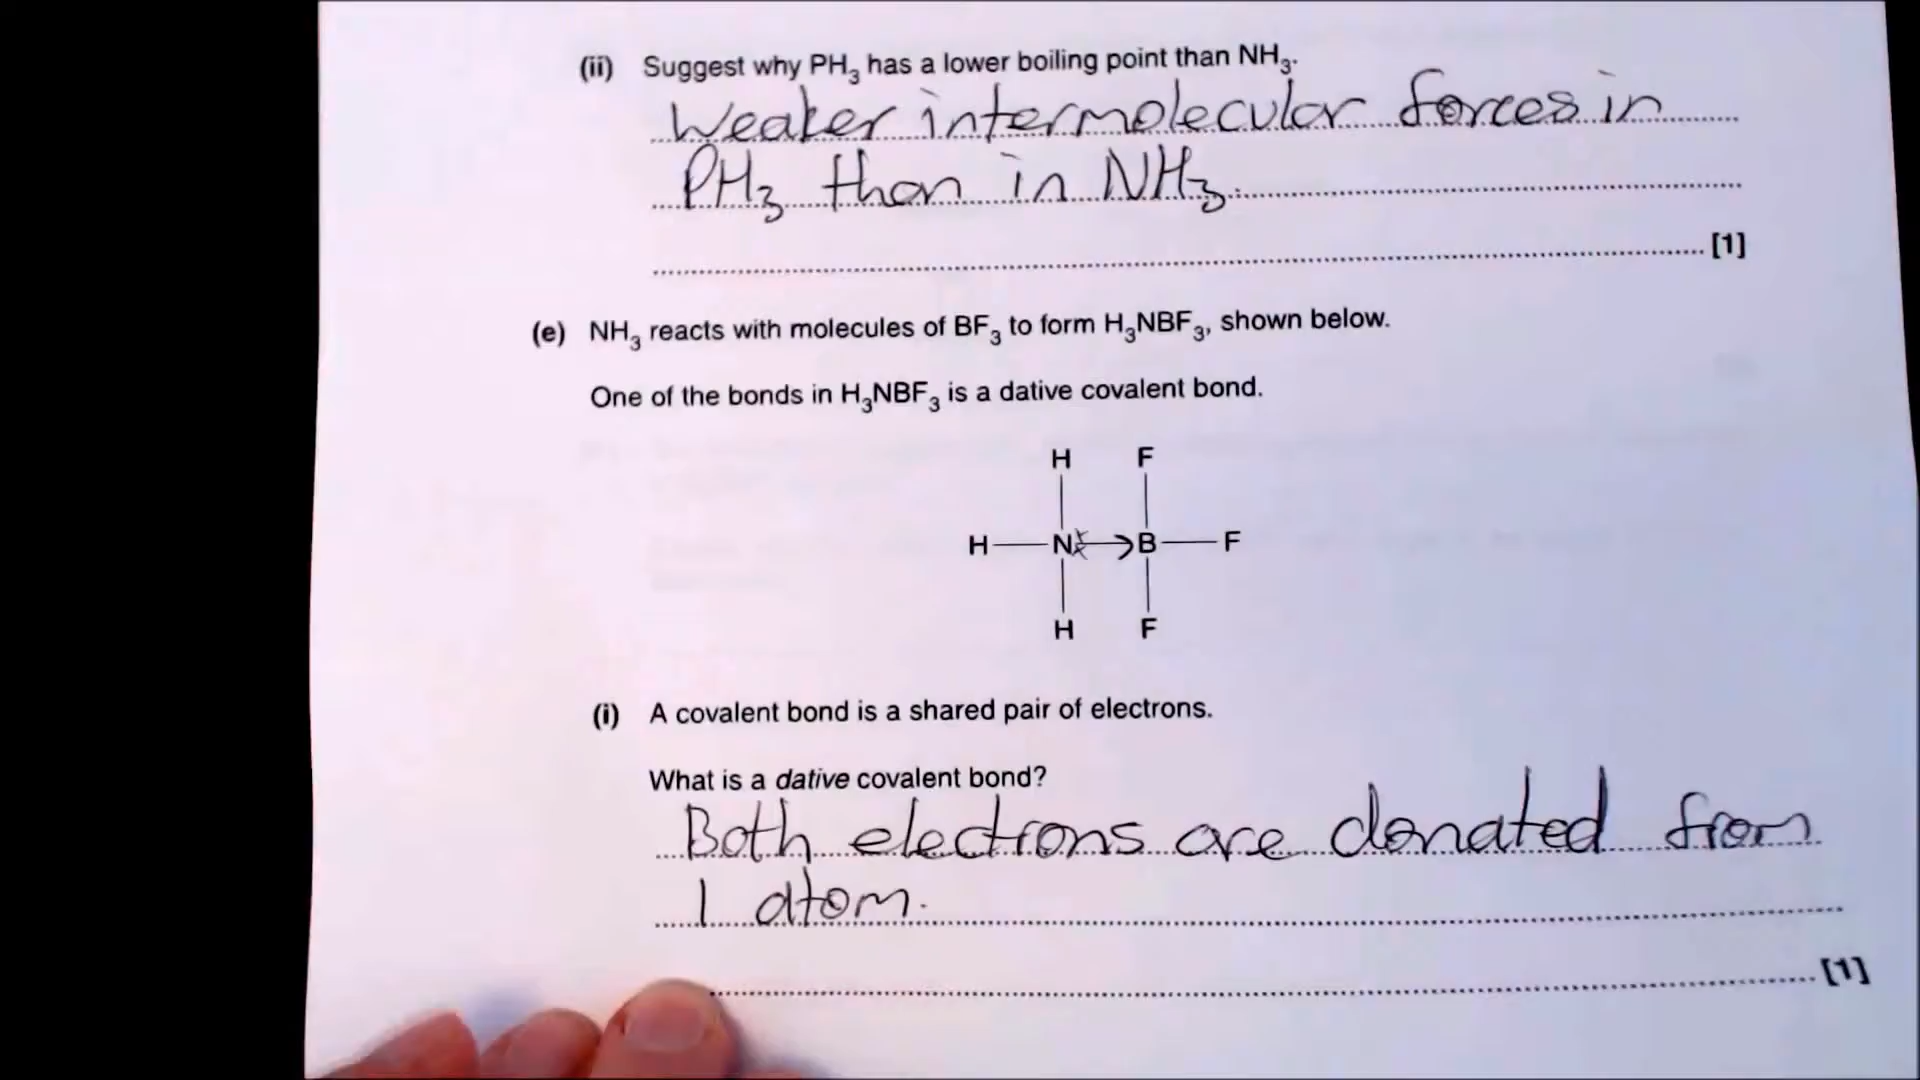 (ii) Suggest why PH₃ has a lower boiling point than NH₃.
Weaker intermolecular forces in
PH₃ than in NH₃.
[1]
(e) NH₃ reacts with molecules of BF₃ to form H₃NBF₃, shown below.
One of the bonds in H₃NBF₃ is a dative covalent bond.
H F
H N B F
H F
(i) A covalent bond is a shared pair of electrons.
What is a dative covalent bond?
Both electrons are donated from
1 atom.
[1]